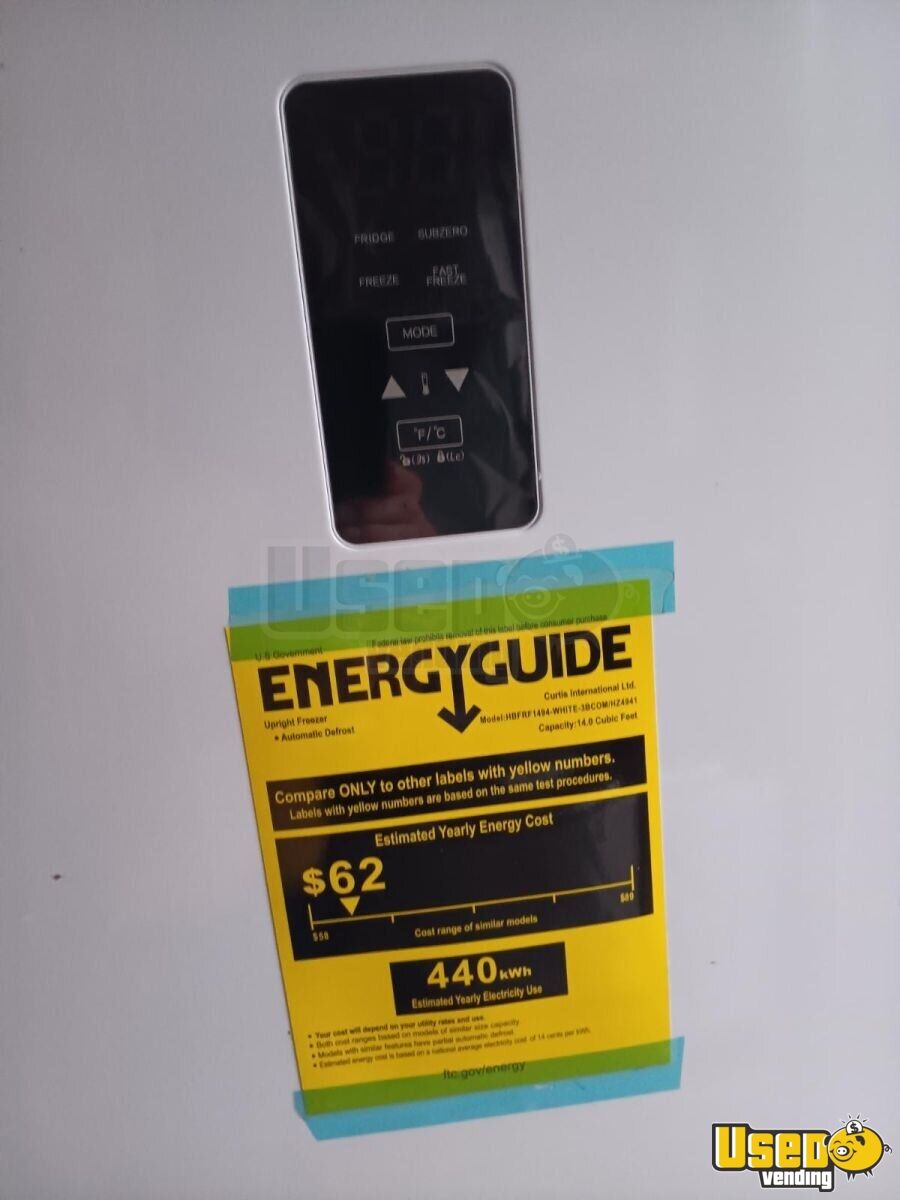 FRIDGE SUBZERO
FREEZE FAST FREEZE
MODE
°F/°C
(3s) (Lc)
Used
U.S Government
Federal law prohibits removal of this label before consumer purchase
ENERGYGUIDE
Upright Freezer
• Automatic Defrost
Curtis International Ltd.
Model:HBFRF1494-WHITE-3BCOM/HZ4941
Capacity:14.0 Cubic Feet
Compare ONLY to other labels with yellow numbers.
Labels with yellow numbers are based on the same test procedures.
Estimated Yearly Energy Cost
$62
$58
$89
Cost range of similar models
440kWh
Estimated Yearly Electricity Use
• Your cost will depend on your utility rates and use.
• Both cost ranges based on models of similar size capacity.
• Models with similar features have partial automatic defrost.
• Estimated energy cost is based on a national average electricity cost of 14 cents per kWh.
ftc.gov/energy
Used
vending